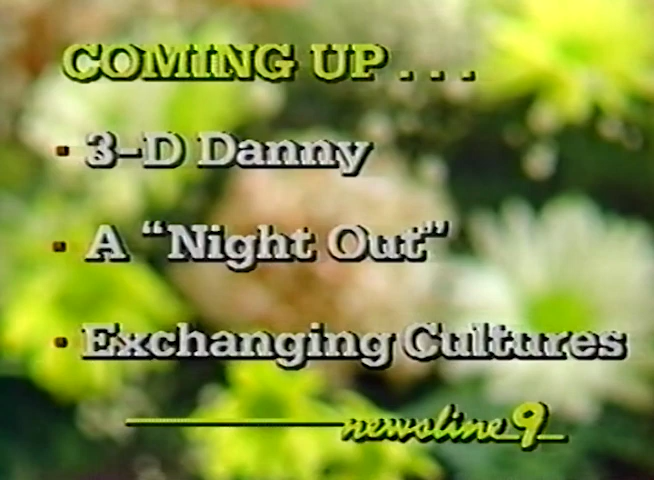 COMING UP . . .
· 3-D Danny
· A “Night Out”
· Exchanging Cultures
newsline 9